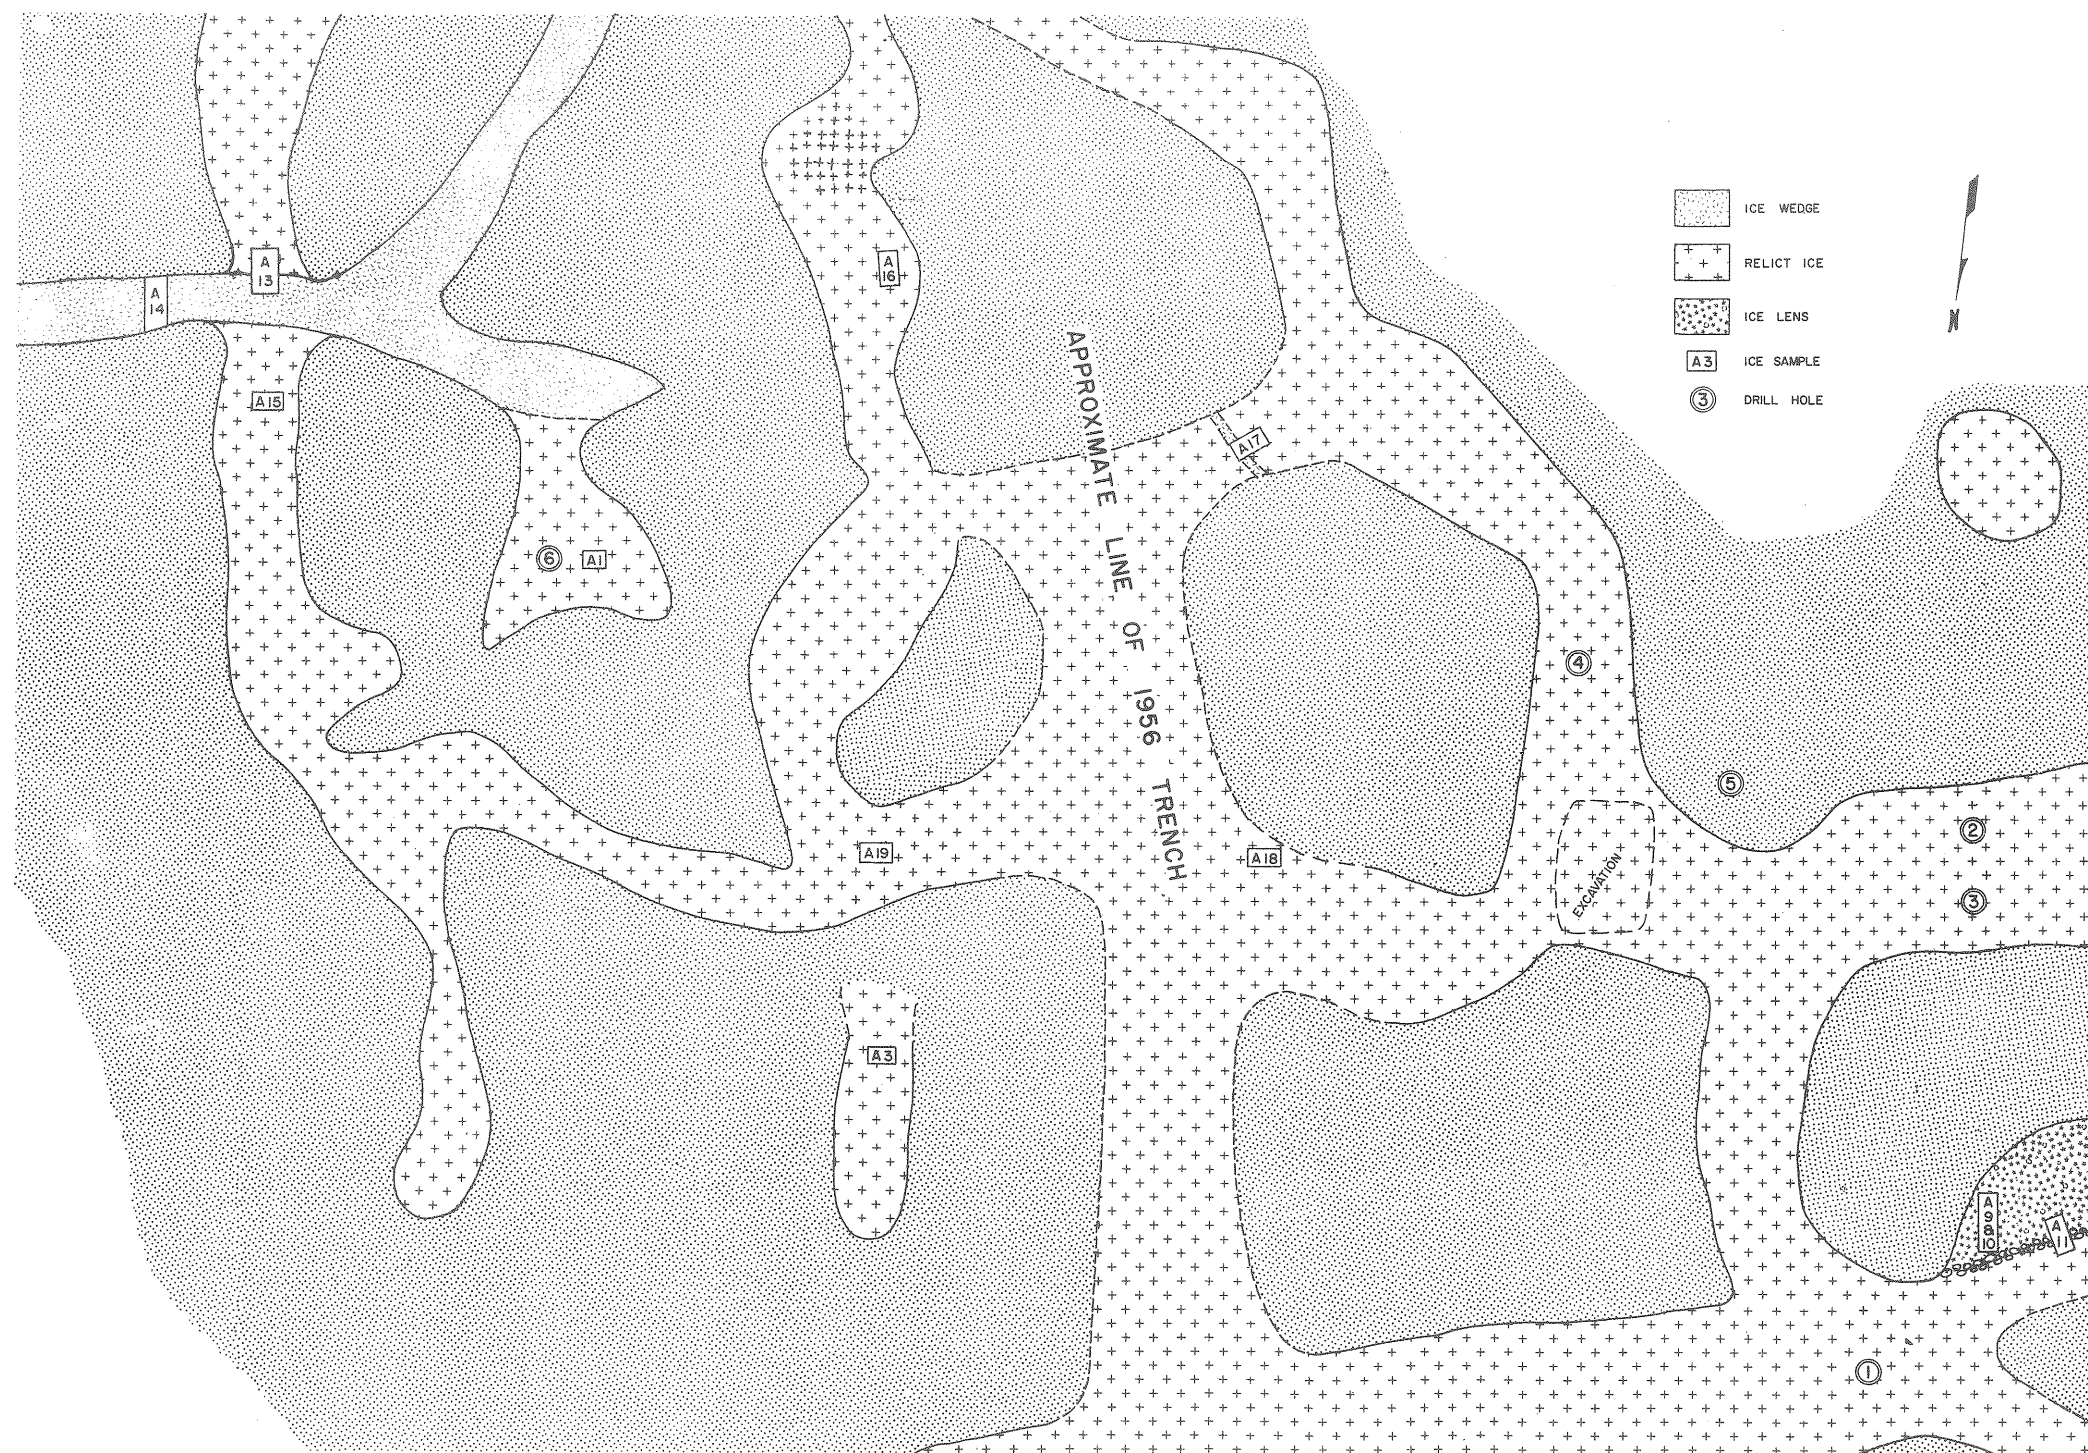 ICE WEDGE
RELICT ICE
ICE LENS
A3 ICE SAMPLE
3 DRILL HOLE
N
A
13
A
14
A
16
A15
A17
APPROXIMATE LINE OF 1956 TRENCH
6
A1
4
5
2
3
A19
A18
EXCAVATION
A3
A
9
8
10
A
11
1